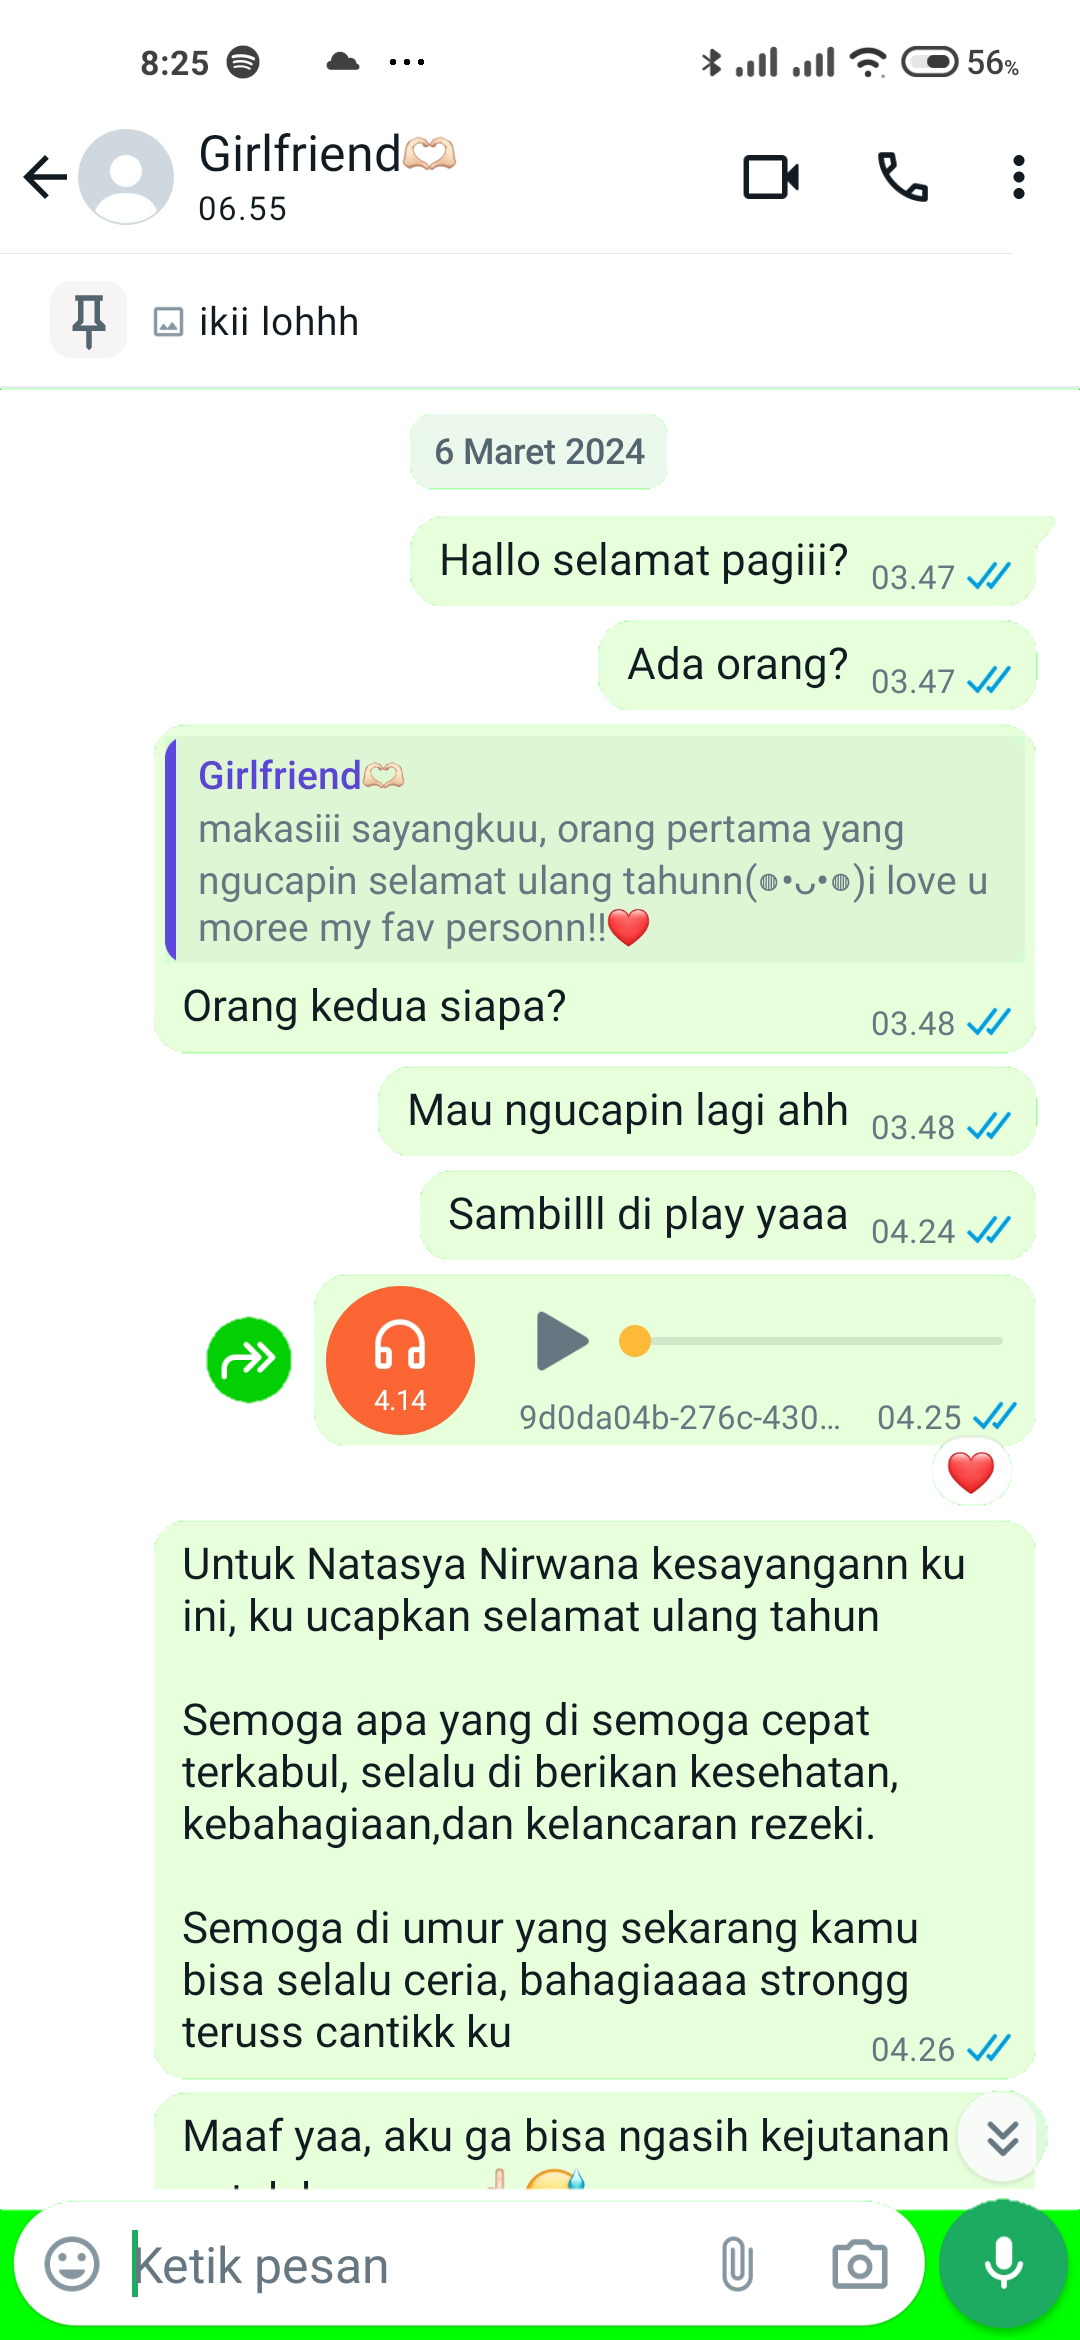 8:25 56%
Girlfriend🫶🏻
06.55
ikii lohhh
6 Maret 2024
Hallo selamat pagiii? 03.47
Ada orang? 03.47
Girlfriend🫶🏻
makasiii sayangkuu, orang pertama yang
ngucapin selamat ulang tahunn(◍•ᴗ•◍)i love u
moree my fav personn!!❤️
Orang kedua siapa? 03.48
Mau ngucapin lagi ahh 03.48
Sambilll di play yaaa 04.24
4.14
9d0da04b-276c-430... 04.25
❤️
Untuk Natasya Nirwana kesayangann ku
ini, ku ucapkan selamat ulang tahun
Semoga apa yang di semoga cepat
terkabul, selalu di berikan kesehatan,
kebahagiaan,dan kelancaran rezeki.
Semoga di umur yang sekarang kamu
bisa selalu ceria, bahagiaaaa strongg
teruss cantikk ku 04.26
Maaf yaa, aku ga bisa ngasih kejutanan
Ketik pesan